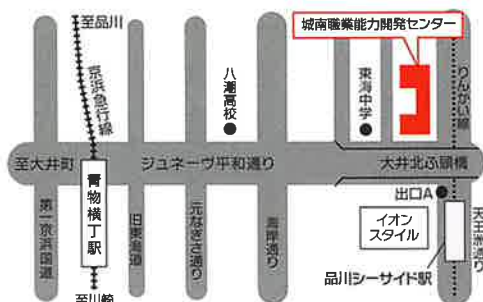 至品川
京浜急行線
八潮高校
城南職業能力開発センター
東海中学
りんかい線
至大井町
ジュネーヴ平和通り
大井北ふ頭橋
青物横丁駅
第一京浜国道
旧東海道
元なぎさ通り
海岸通り
出口A
イオン
スタイル
天王洲通り
品川シーサイド駅
至川崎